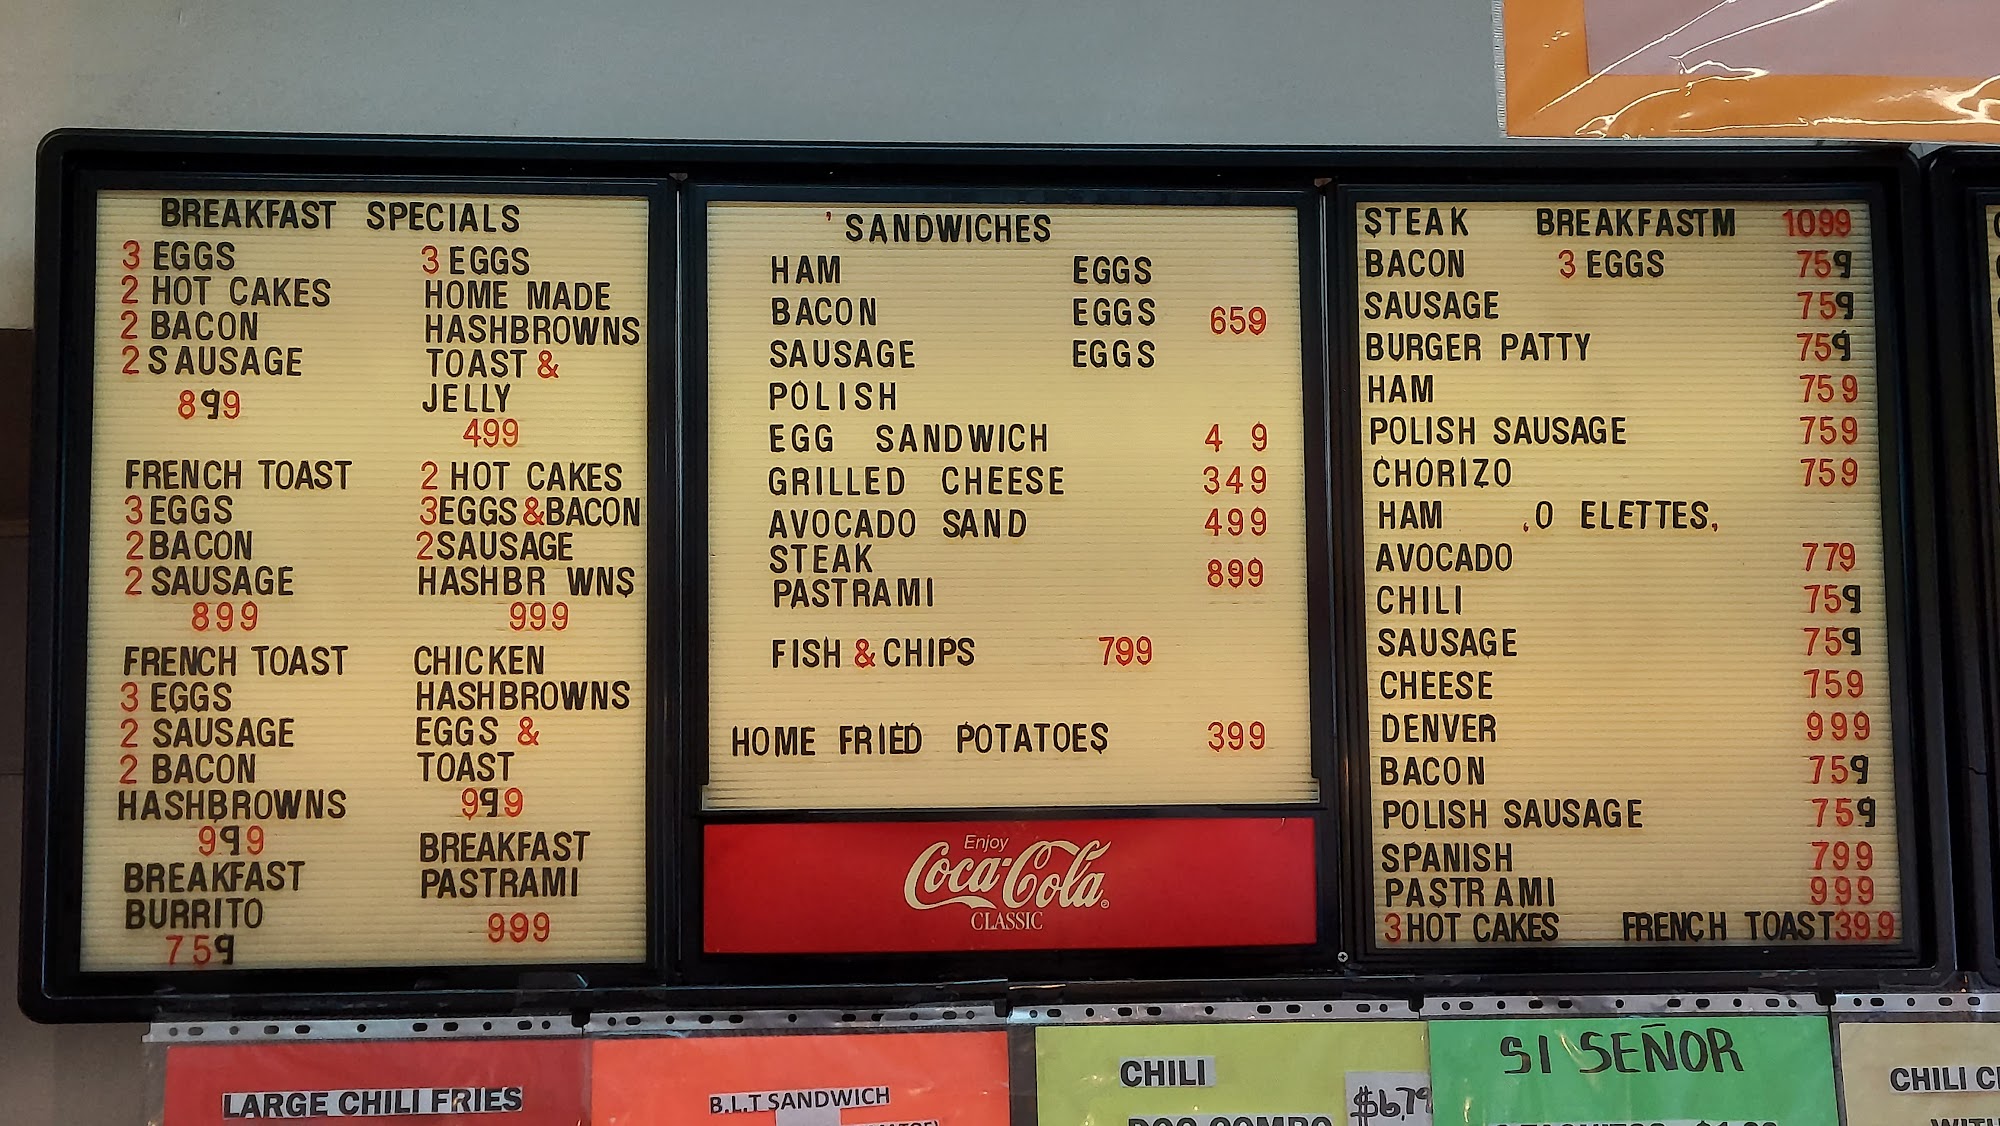 BREAKFAST SPECIALS
3 EGGS
2 HOT CAKES
2 BACON
2 SAUSAGE
899
3 EGGS
HOME MADE
HASHBROWNS
TOAST &
JELLY
499
FRENCH TOAST
3 EGGS
2 BACON
2 SAUSAGE
899
2 HOT CAKES
3EGGS&BACON
2SAUSAGE
HASHBR WNS
999
FRENCH TOAST
3 EGGS
2 SAUSAGE
2 BACON
HASHBROWNS
999
CHICKEN
HASHBROWNS
EGGS &
TOAST
999
BREAKFAST
BURRITO
759
BREAKFAST
PASTRAMI
999
'SANDWICHES
HAM EGGS
BACON EGGS 659
SAUSAGE EGGS
POLISH
EGG SANDWICH 4 9
GRILLED CHEESE 349
AVOCADO SAND 499
STEAK
899
PASTRAMI
FISH & CHIPS 799
HOME FRIED POTATOES 399
Enjoy
Coca-Cola
CLASSIC
STEAK BREAKFASTM 1099
BACON 3 EGGS 759
SAUSAGE 759
BURGER PATTY 759
HAM 759
POLISH SAUSAGE 759
CHORIZO 759
HAM ,O ELETTES,
AVOCADO 779
CHILI 759
SAUSAGE 759
CHEESE 759
DENVER 999
BACON 759
POLISH SAUSAGE 759
SPANISH 799
PASTRAMI 999
3HOT CAKES FRENCH TOAST399
LARGE CHILI FRIES
B.L.T SANDWICH
CHILI
DOG COMBO
$6,79
SI SEÑOR
CHILI